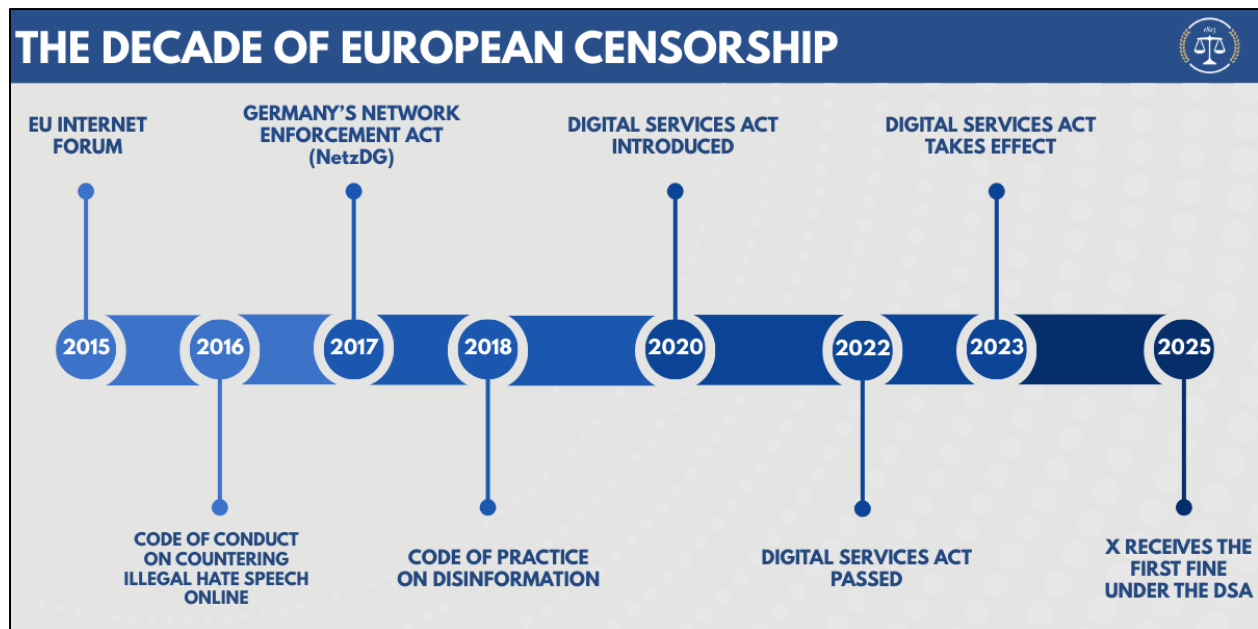 THE DECADE OF EUROPEAN CENSORSHIP
1813
EU INTERNET
FORUM
GERMANY'S NETWORK
ENFORCEMENT ACT
(NetzDG)
DIGITAL SERVICES ACT
INTRODUCED
DIGITAL SERVICES ACT
TAKES EFFECT
2015
2016
2017
2018
2020
2022
2023
2025
CODE OF CONDUCT
ON COUNTERING
ILLEGAL HATE SPEECH
ONLINE
CODE OF PRACTICE
ON DISINFORMATION
DIGITAL SERVICES ACT
PASSED
X RECEIVES THE
FIRST FINE
UNDER THE DSA